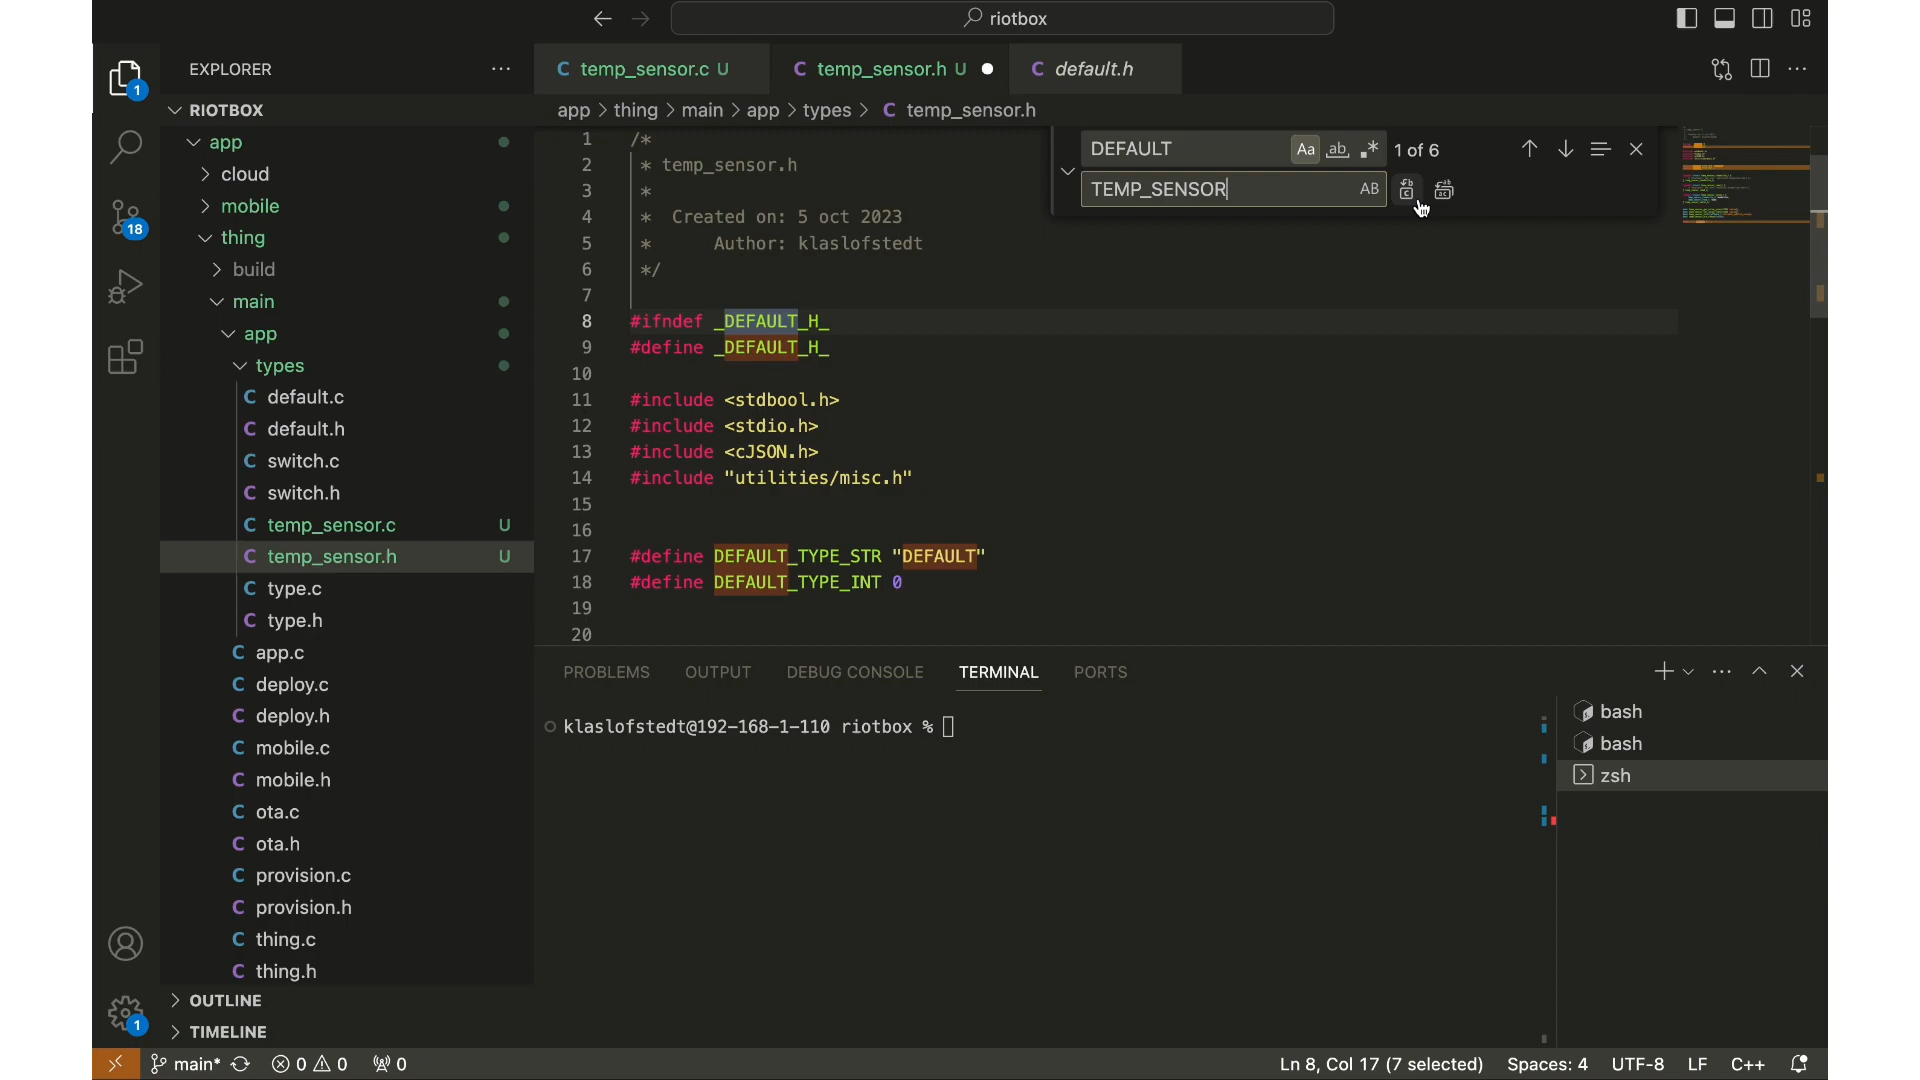 riotbox
EXPLORER
temp_sensor.c U
temp_sensor.h U
default.h
RIOTBOX
app > thing > main > app > types > C temp_sensor.h
app
cloud
mobile
thing
build
main
app
types
C default.c
C default.h
C switch.c
C switch.h
C temp_sensor.c U
C temp_sensor.h U
C type.c
C type.h
C app.c
C deploy.c
C deploy.h
C mobile.c
C mobile.h
C ota.c
C ota.h
C provision.c
C provision.h
C thing.c
C thing.h
OUTLINE
TIMELINE
1
18
1
DEFAULT Aa ab .* 1 of 6
TEMP_SENSOR AB
1 /*
2 * temp_sensor.h
3 *
4 * Created on: 5 oct 2023
5 * Author: klaslofstedt
6 */
7
8 #ifndef _DEFAULT_H_
9 #define _DEFAULT_H_
10
11 #include <stdbool.h>
12 #include <stdio.h>
13 #include <cJSON.h>
14 #include "utilities/misc.h"
15
16
17 #define DEFAULT_TYPE_STR "DEFAULT"
18 #define DEFAULT_TYPE_INT 0
19
20
PROBLEMS OUTPUT DEBUG CONSOLE TERMINAL PORTS
klaslofstedt@192-168-1-110 riotbox %
bash
bash
zsh
main* 0 0 0
Ln 8, Col 17 (7 selected) Spaces: 4 UTF-8 LF C++